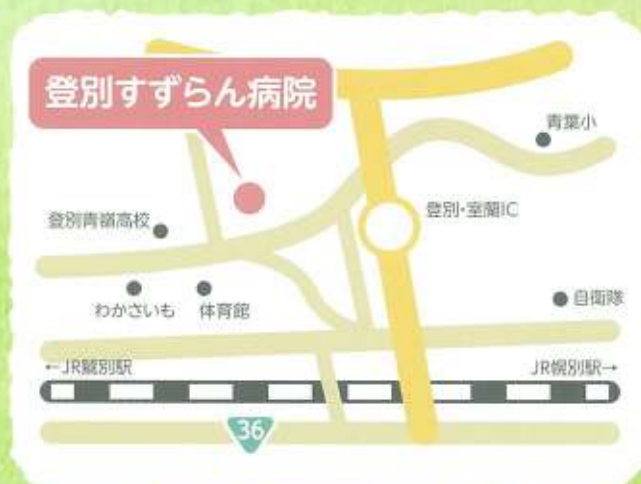 登別すずらん病院
青葉小
登別・室蘭IC
登別青嶺高校
わかさいも
体育館
自衛隊
←JR鷲別駅
JR幌別駅→
36